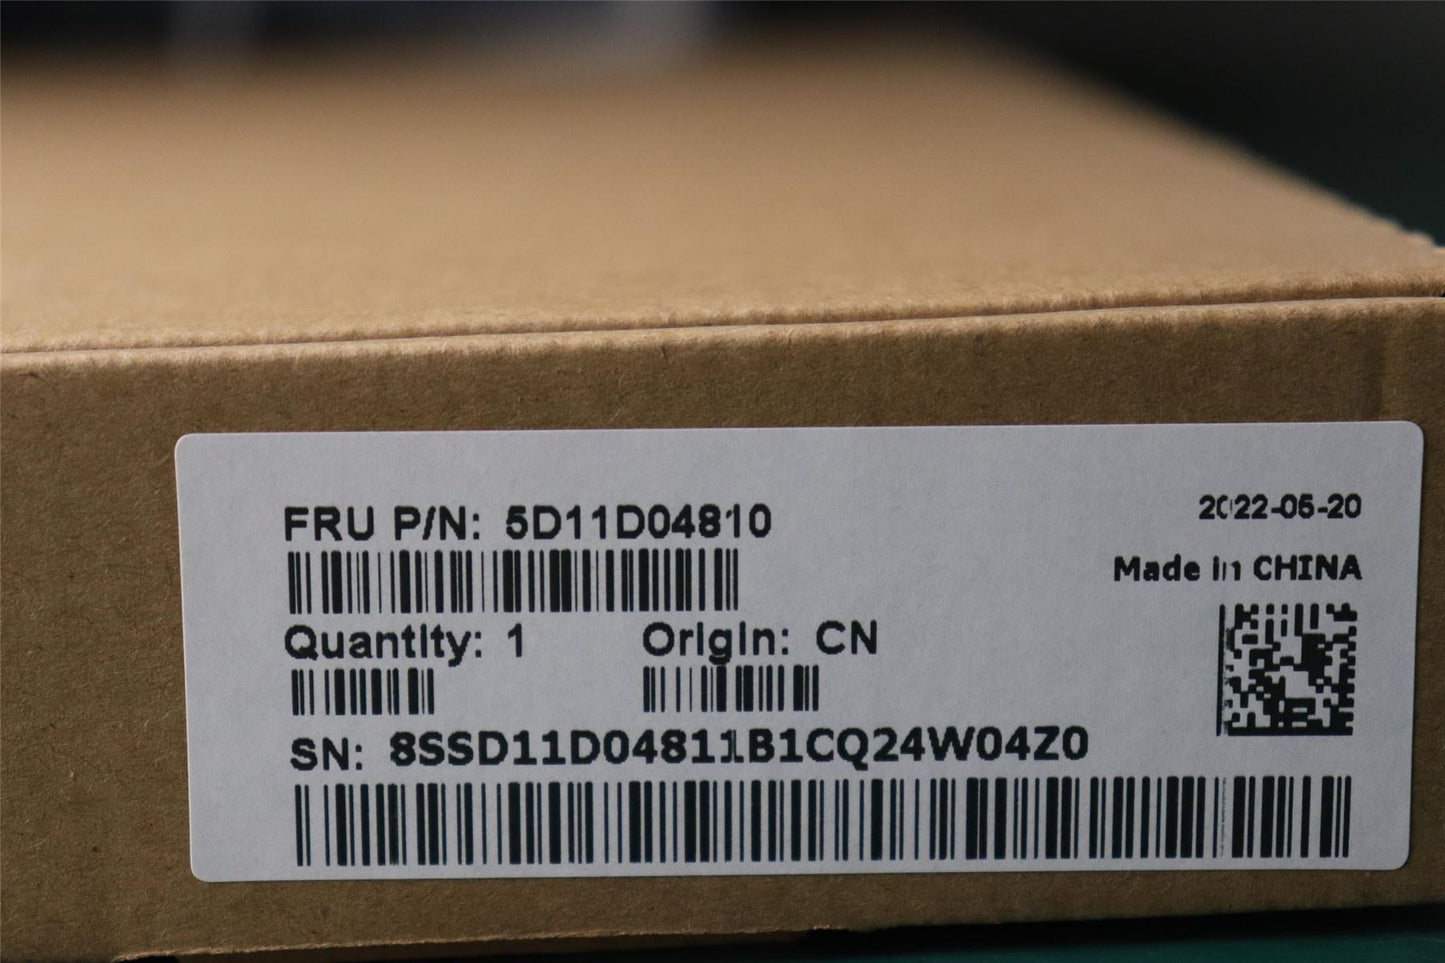 FRU P/N: 5D11D04810
2022-05-20
Made in CHINA
Quantity: 1
Origin: CN
SN: 8SSD11D04811B1CQ24W04Z0